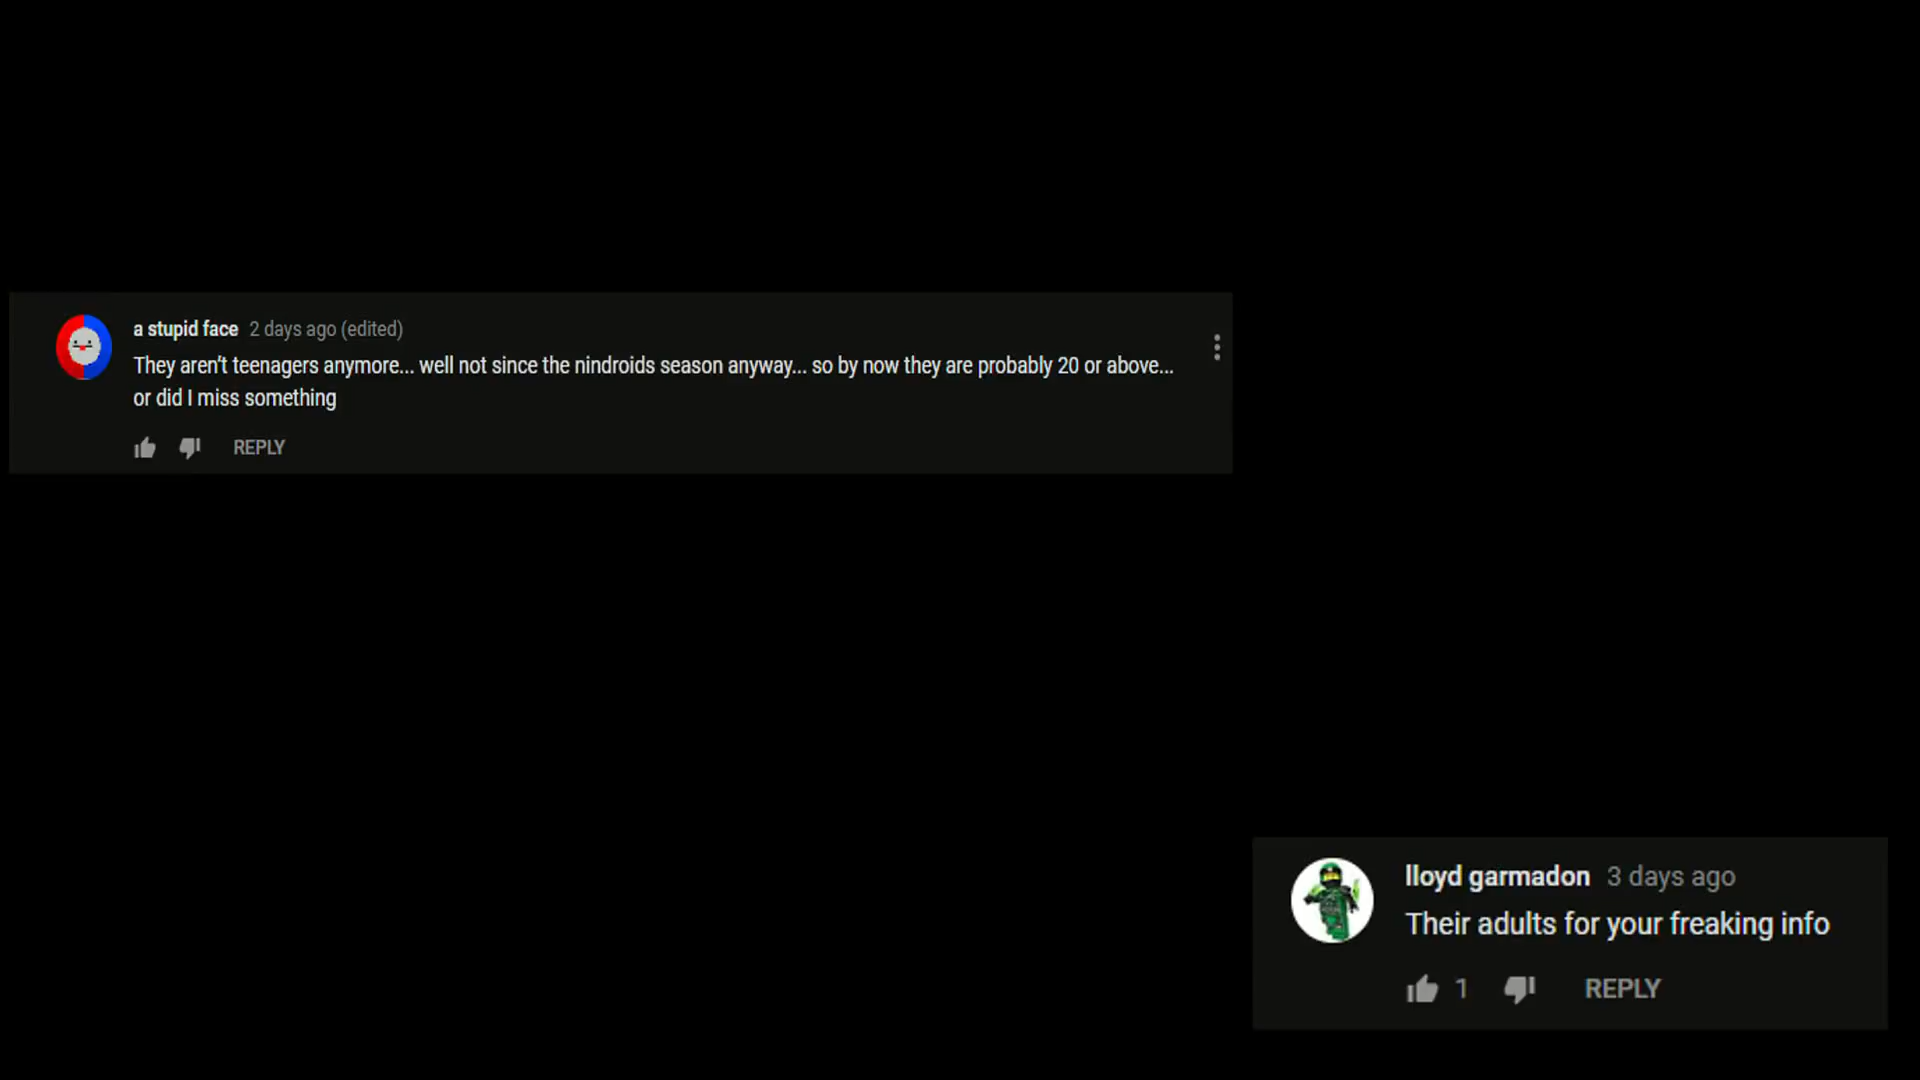 a stupid face 2 days ago (edited)
They aren't teenagers anymore... well not since the nindroids season anyway... so by now they are probably 20 or above...
or did I miss something
REPLY
lloyd garmadon 3 days ago
Their adults for your freaking info
1 REPLY